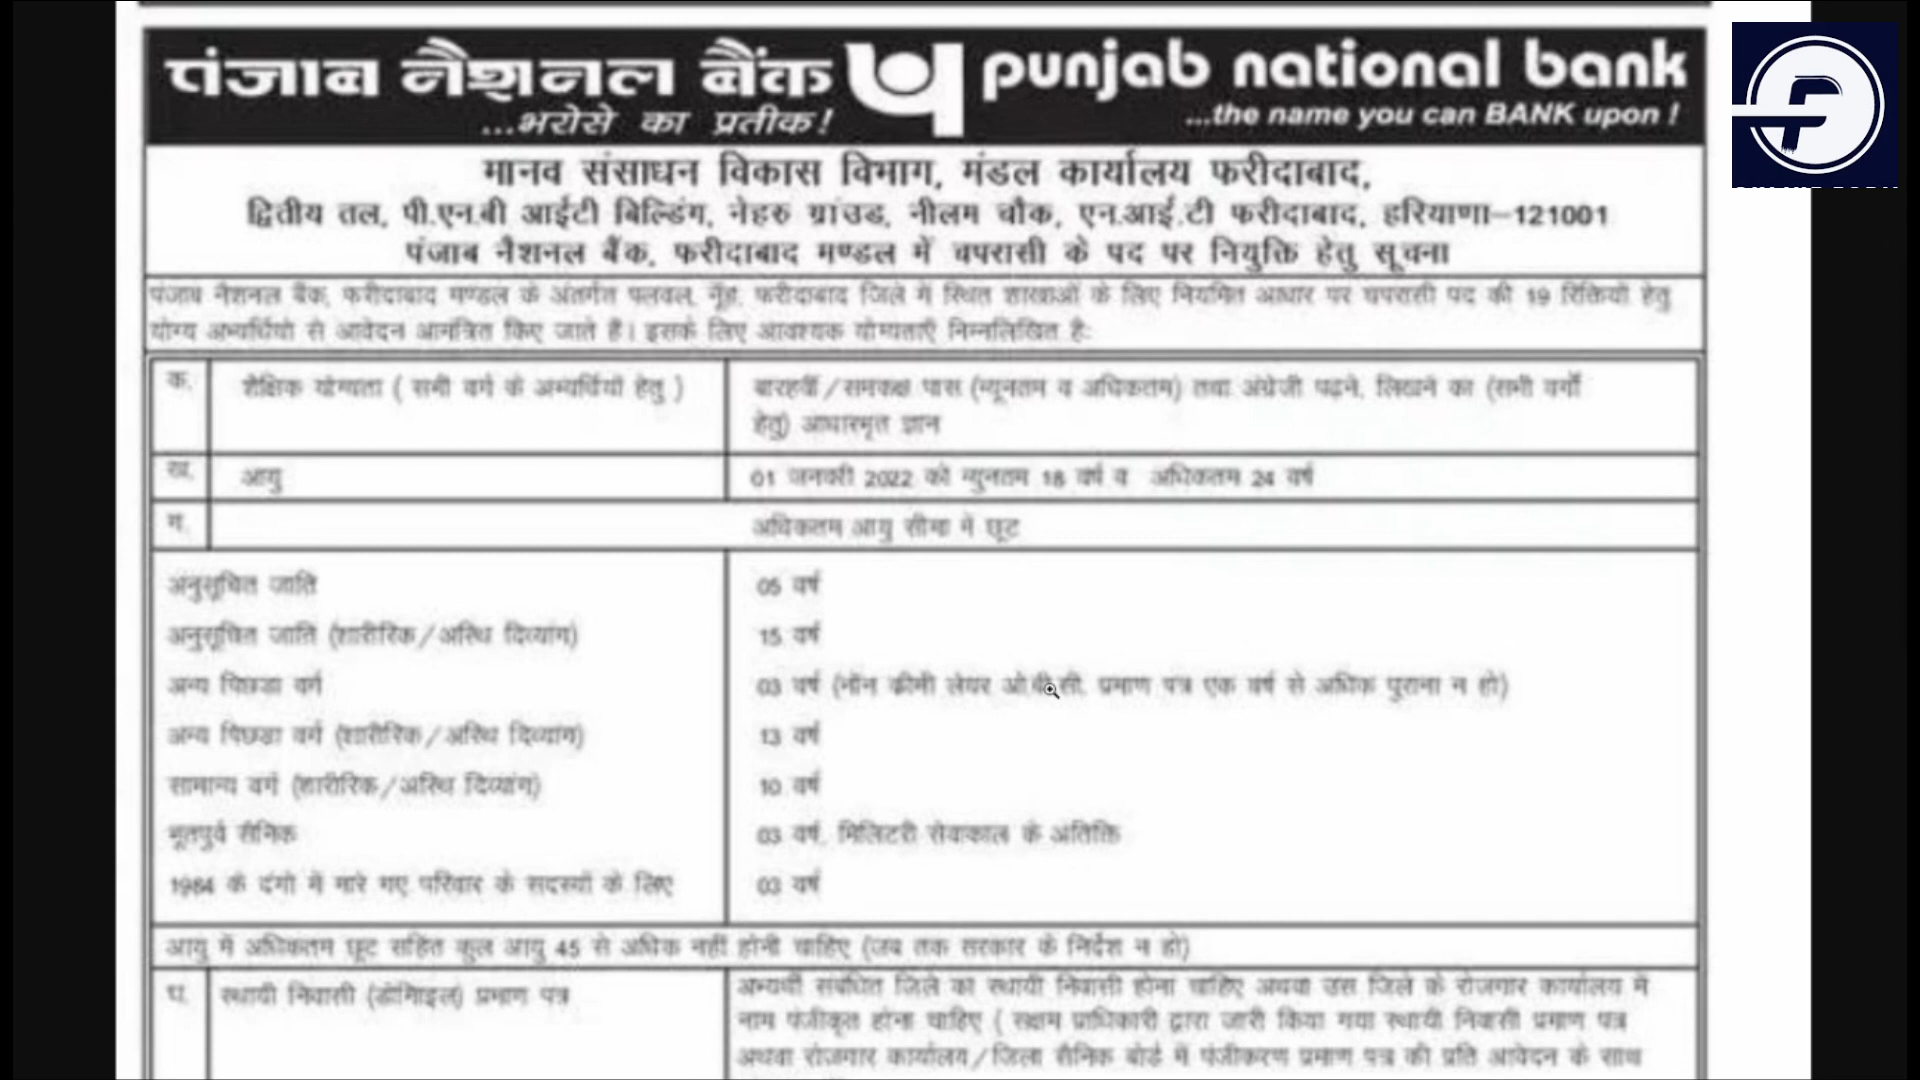 पंजाब नैशनल बैंक
punjab national bank
...भरोसे का प्रतीक!
...the name you can BANK upon !
मानव संसाधन विकास विभाग, मंडल कार्यालय फरीदाबाद,
द्वितीय तल, पी.एन.बी आईटी बिल्डिंग, नेहरु ग्राउंड, नीलम चौक, एन.आई.टी फरीदाबाद, हरियाणा-121001
पंजाब नैशनल बैंक, फरीदाबाद मण्डल में चपरासी के पद पर नियुक्ति हेतु सूचना
पंजाब नैशनल बैंक, फरीदाबाद मण्डल के अंतर्गत पलवल, नूँह, फरीदाबाद जिले में स्थित शाखाओं के लिए नियमित आधार पर चपरासी पद की 19 रिक्तियों हेतु
योग्य अभ्यर्थियो से आवेदन आमंत्रित किए जाते हैं। इसके लिए आवश्यक योग्यताएँ निम्नलिखित है:
क. शैक्षिक योग्यता ( सभी वर्ग के अभ्यर्थियों हेतु ) बारहवीं/समकक्ष पास (न्यूनतम व अधिकतम) तथा अंग्रेजी पढ़ने, लिखने का (सभी वर्गों
हेतु) आधारभूत ज्ञान
ख. आयु 01 जनवरी 2022 को न्युनतम 18 वर्ष व अधिकतम 24 वर्ष
ग. अधिकतम आयु सीमा में छूट
अनुसूचित जाति 05 वर्ष
अनुसूचित जाति (शारीरिक/अस्थि दिव्यांग) 15 वर्ष
अन्य पिछडा वर्ग 03 वर्ष (नॉन क्रीमी लेयर ओ.बी.सी. प्रमाण पत्र एक वर्ष से अधिक पुराना न हो)
अन्य पिछडा वर्ग (शारीरिक/अस्थि दिव्यांग) 13 वर्ष
सामान्य वर्ग (शारीरिक/अस्थि दिव्यांग) 10 वर्ष
भूतपुर्व सैनिक 03 वर्ष, मिलिटरी सेवाकाल के
1984 के दंगो में मारे गए परिवार के सदस्यों के लिए 03 वर्ष
आयु में अधिकतम छूट सहित कुल आयु 45 से अधिक नहीं होनी चाहिए (जब तक सरकार के निर्देश न हो)
घ. स्थायी निवासी प्रमाण पत्र अभ्यर्थी संबंधित जिले का स्थायी निवासी होना चाहिए अथवा उस जिले के रोजगार कार्यालय में
नाम पंजीकृत होना चाहिए ( सक्षम प्राधिकारी द्वारा जारी किया गया स्थायी निवासी प्रमाण पत्र
अथवा रोजगार कार्यालय/जिला सैनिक बोर्ड में पंजीकरण प्रमाण पत्र की प्रति आवेदन के साथ